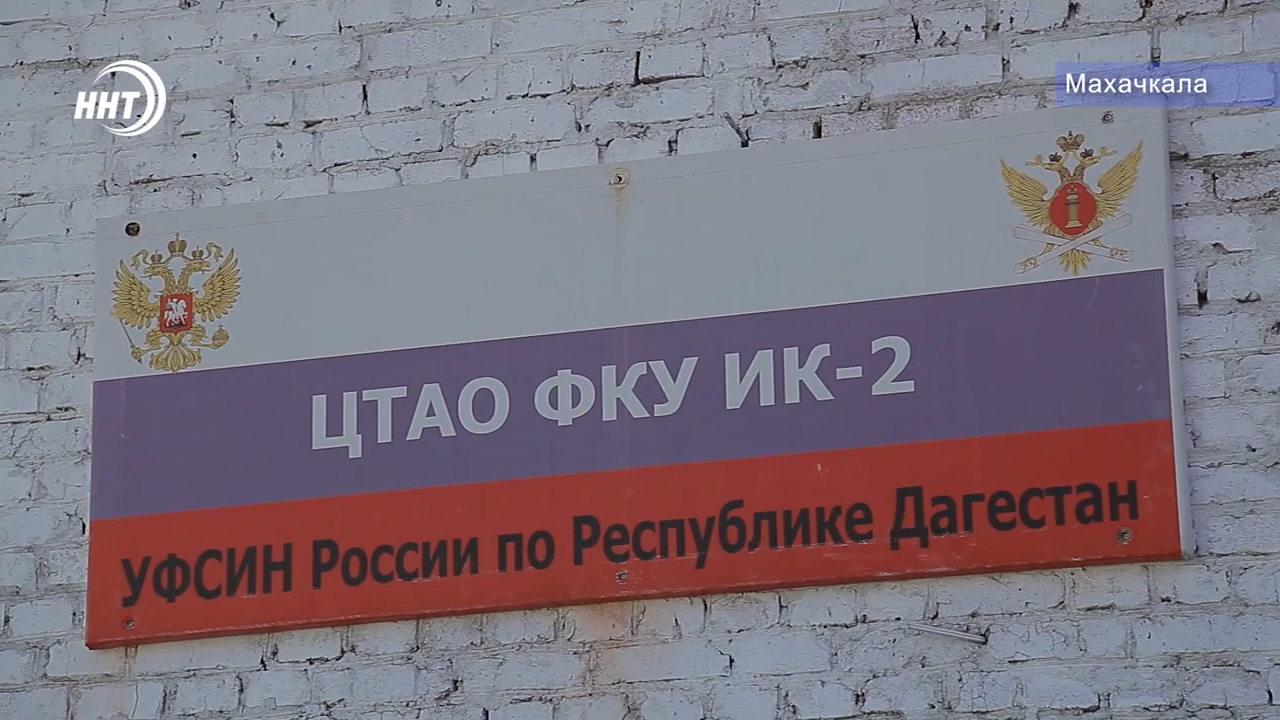 ННТ
Махачкала
ЦТАО ФКУ ИК-2
УФСИН России по Республике Дагестан